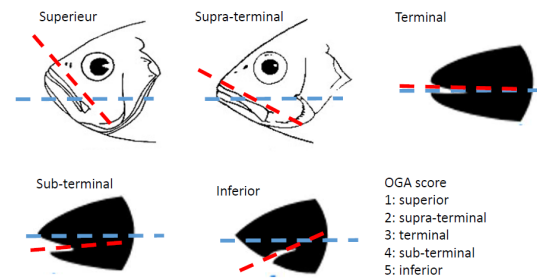 Superieur
Supra-terminal
Terminal
Sub-terminal
Inferior
OGA score
1: superior
2: supra-terminal
3: terminal
4: sub-terminal
5: inferior